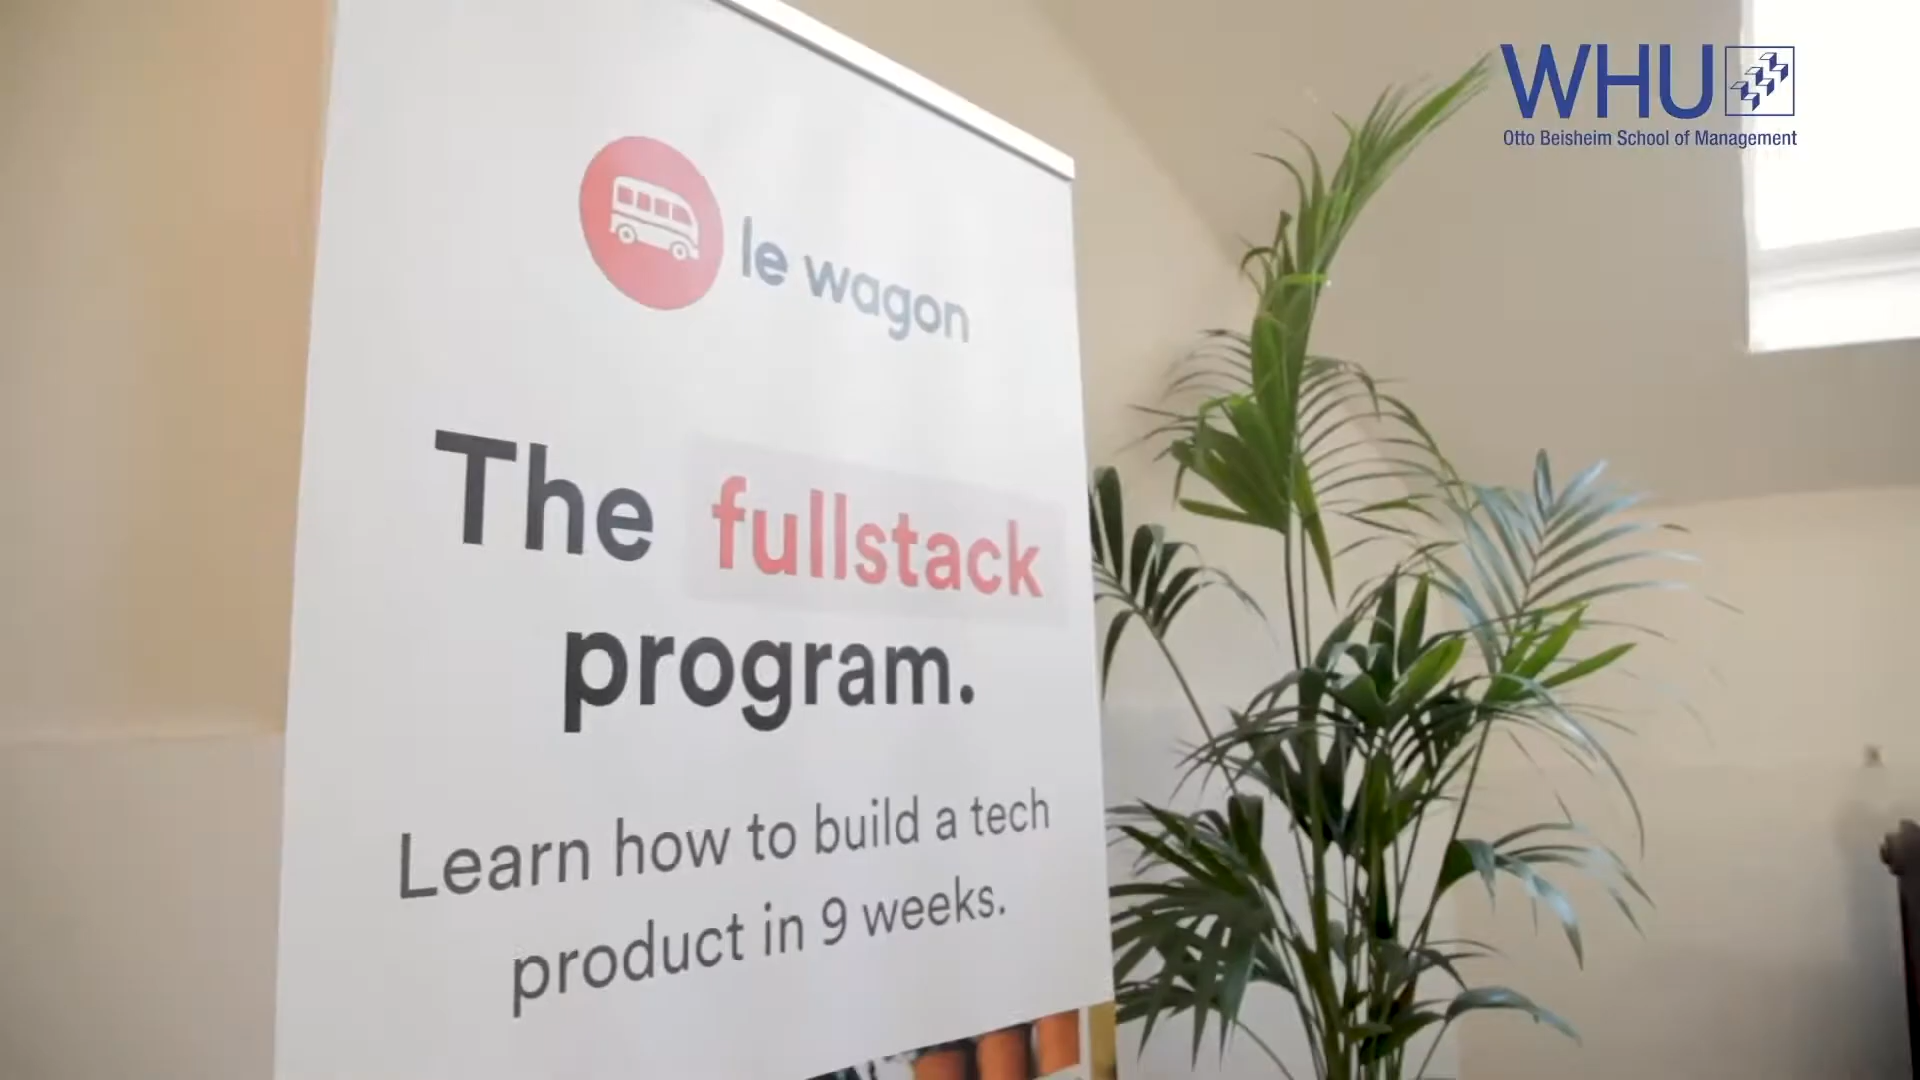 le wagon
The fullstack
program.
Learn how to build a tech
product in 9 weeks.
WHU
Otto Beisheim School of Management